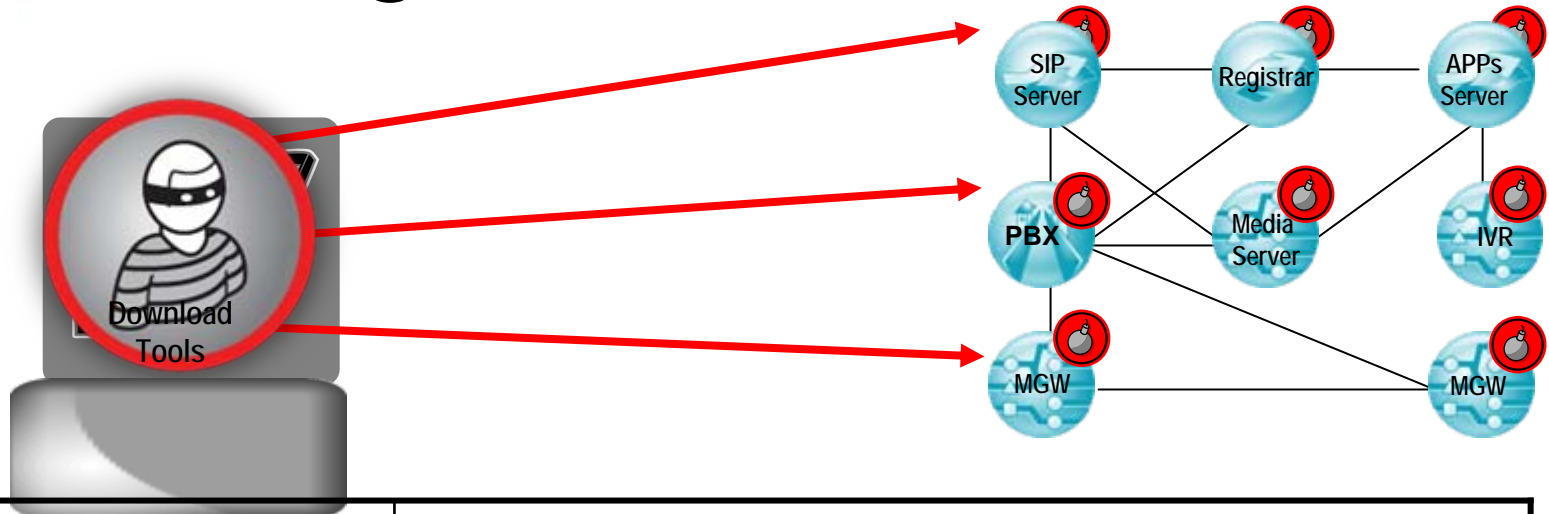 SIP
Server
Registrar
APPs
Server
PBX
Media
Server
IVR
Download
Tools
MGW
MGW